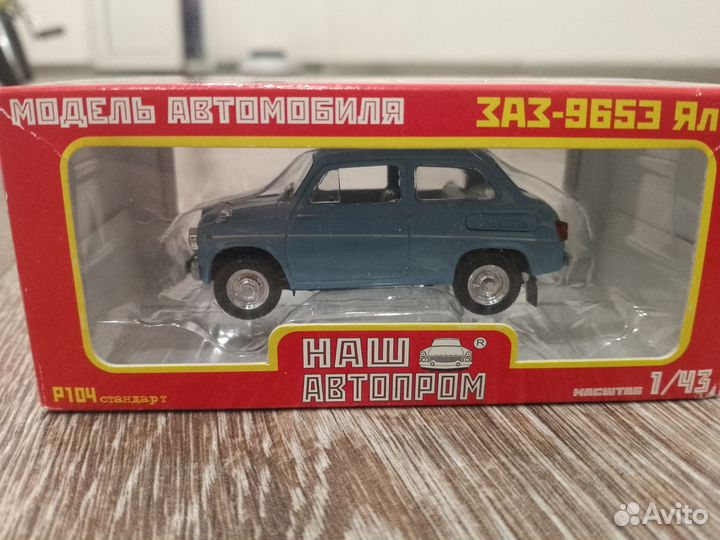 МОДЕЛЬ АВТОМОБИЛЯ
ЗАЗ-965Э Ял
НАШ
АВТОПРОМ
®
Р104 стандарт
МАСШТАБ 1/43
Avito